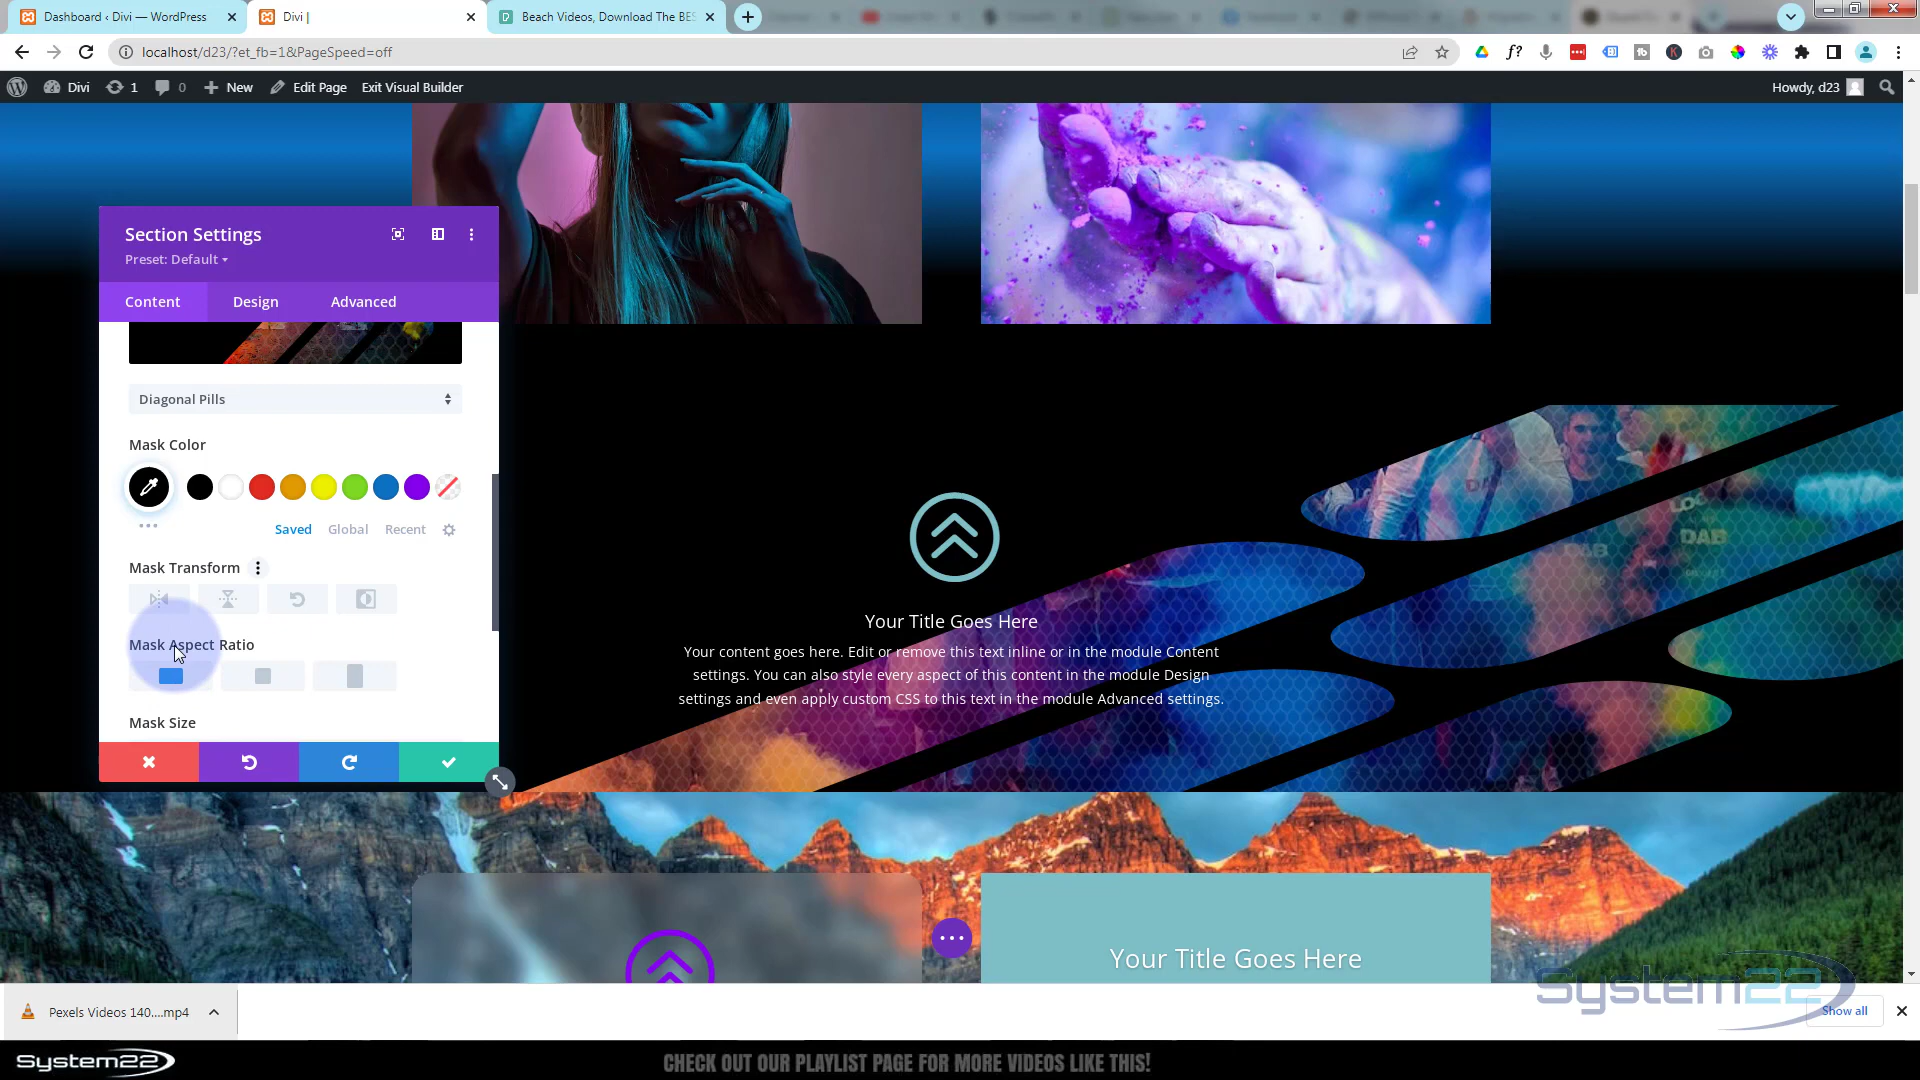 Dashboard ‹ Divi — WordPress
Divi |
Beach Videos, Download The BES
localhost/d23/?et_fb=1&PageSpeed=off
Divi
1
0
New
Edit Page
Exit Visual Builder
Howdy, d23
Section Settings
Preset: Default
Content
Design
Advanced
Diagonal Pills
Mask Color
Saved
Global
Recent
Mask Transform
Mask Aspect Ratio
Mask Size
DAB
DAB
DAB
Your Title Goes Here
Your content goes here. Edit or remove this text inline or in the module Content
settings. You can also style every aspect of this content in the module Design
settings and even apply custom CSS to this text in the module Advanced settings.
Your Title Goes Here
System22
Pexels Videos 140....mp4
Show all
System22
CHECK OUT OUR PLAYLIST PAGE FOR MORE VIDEOS LIKE THIS!